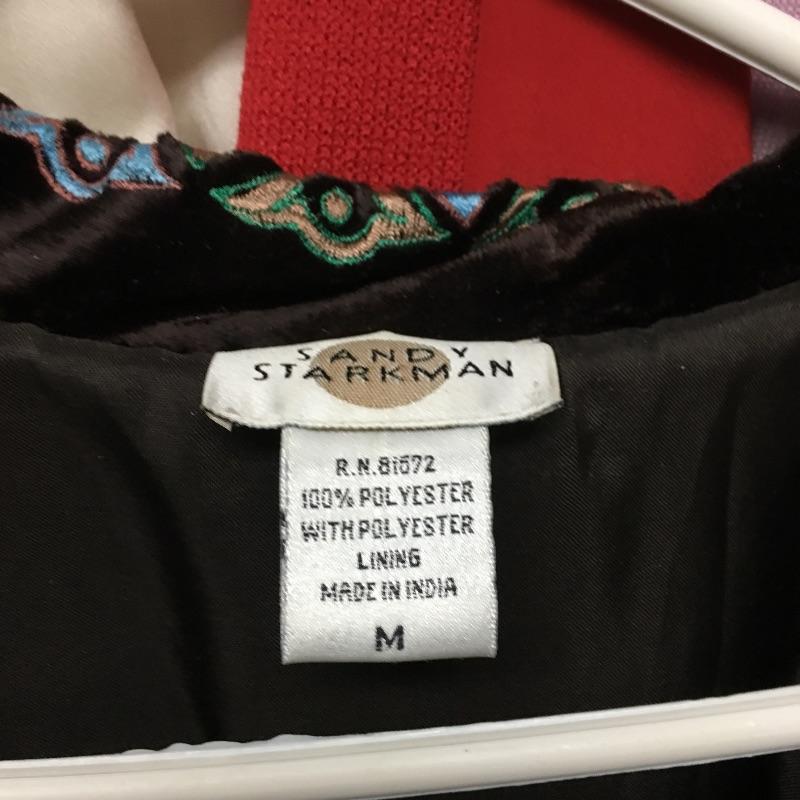 SANDY
STARKMAN
R.N.81572
100% POLYESTER
WITH POLYESTER
LINING
MADE IN INDIA
M